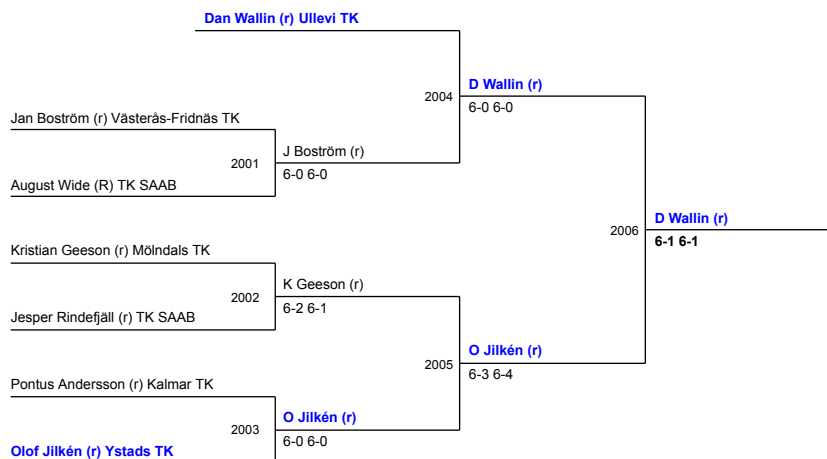 Dan Wallin (r) Ullevi TK
D Wallin (r)
2004
6-0 6-0
Jan Boström (r) Västerås-Fridnäs TK
J Boström (r)
2001
6-0 6-0
August Wide (R) TK SAAB
D Wallin (r)
2006
6-1 6-1
Kristian Geeson (r) Mölndals TK
K Geeson (r)
2002
6-2 6-1
Jesper Rindefjäll (r) TK SAAB
O Jilkén (r)
2005
6-3 6-4
Pontus Andersson (r) Kalmar TK
O Jilkén (r)
2003
6-0 6-0
Olof Jilkén (r) Ystads TK